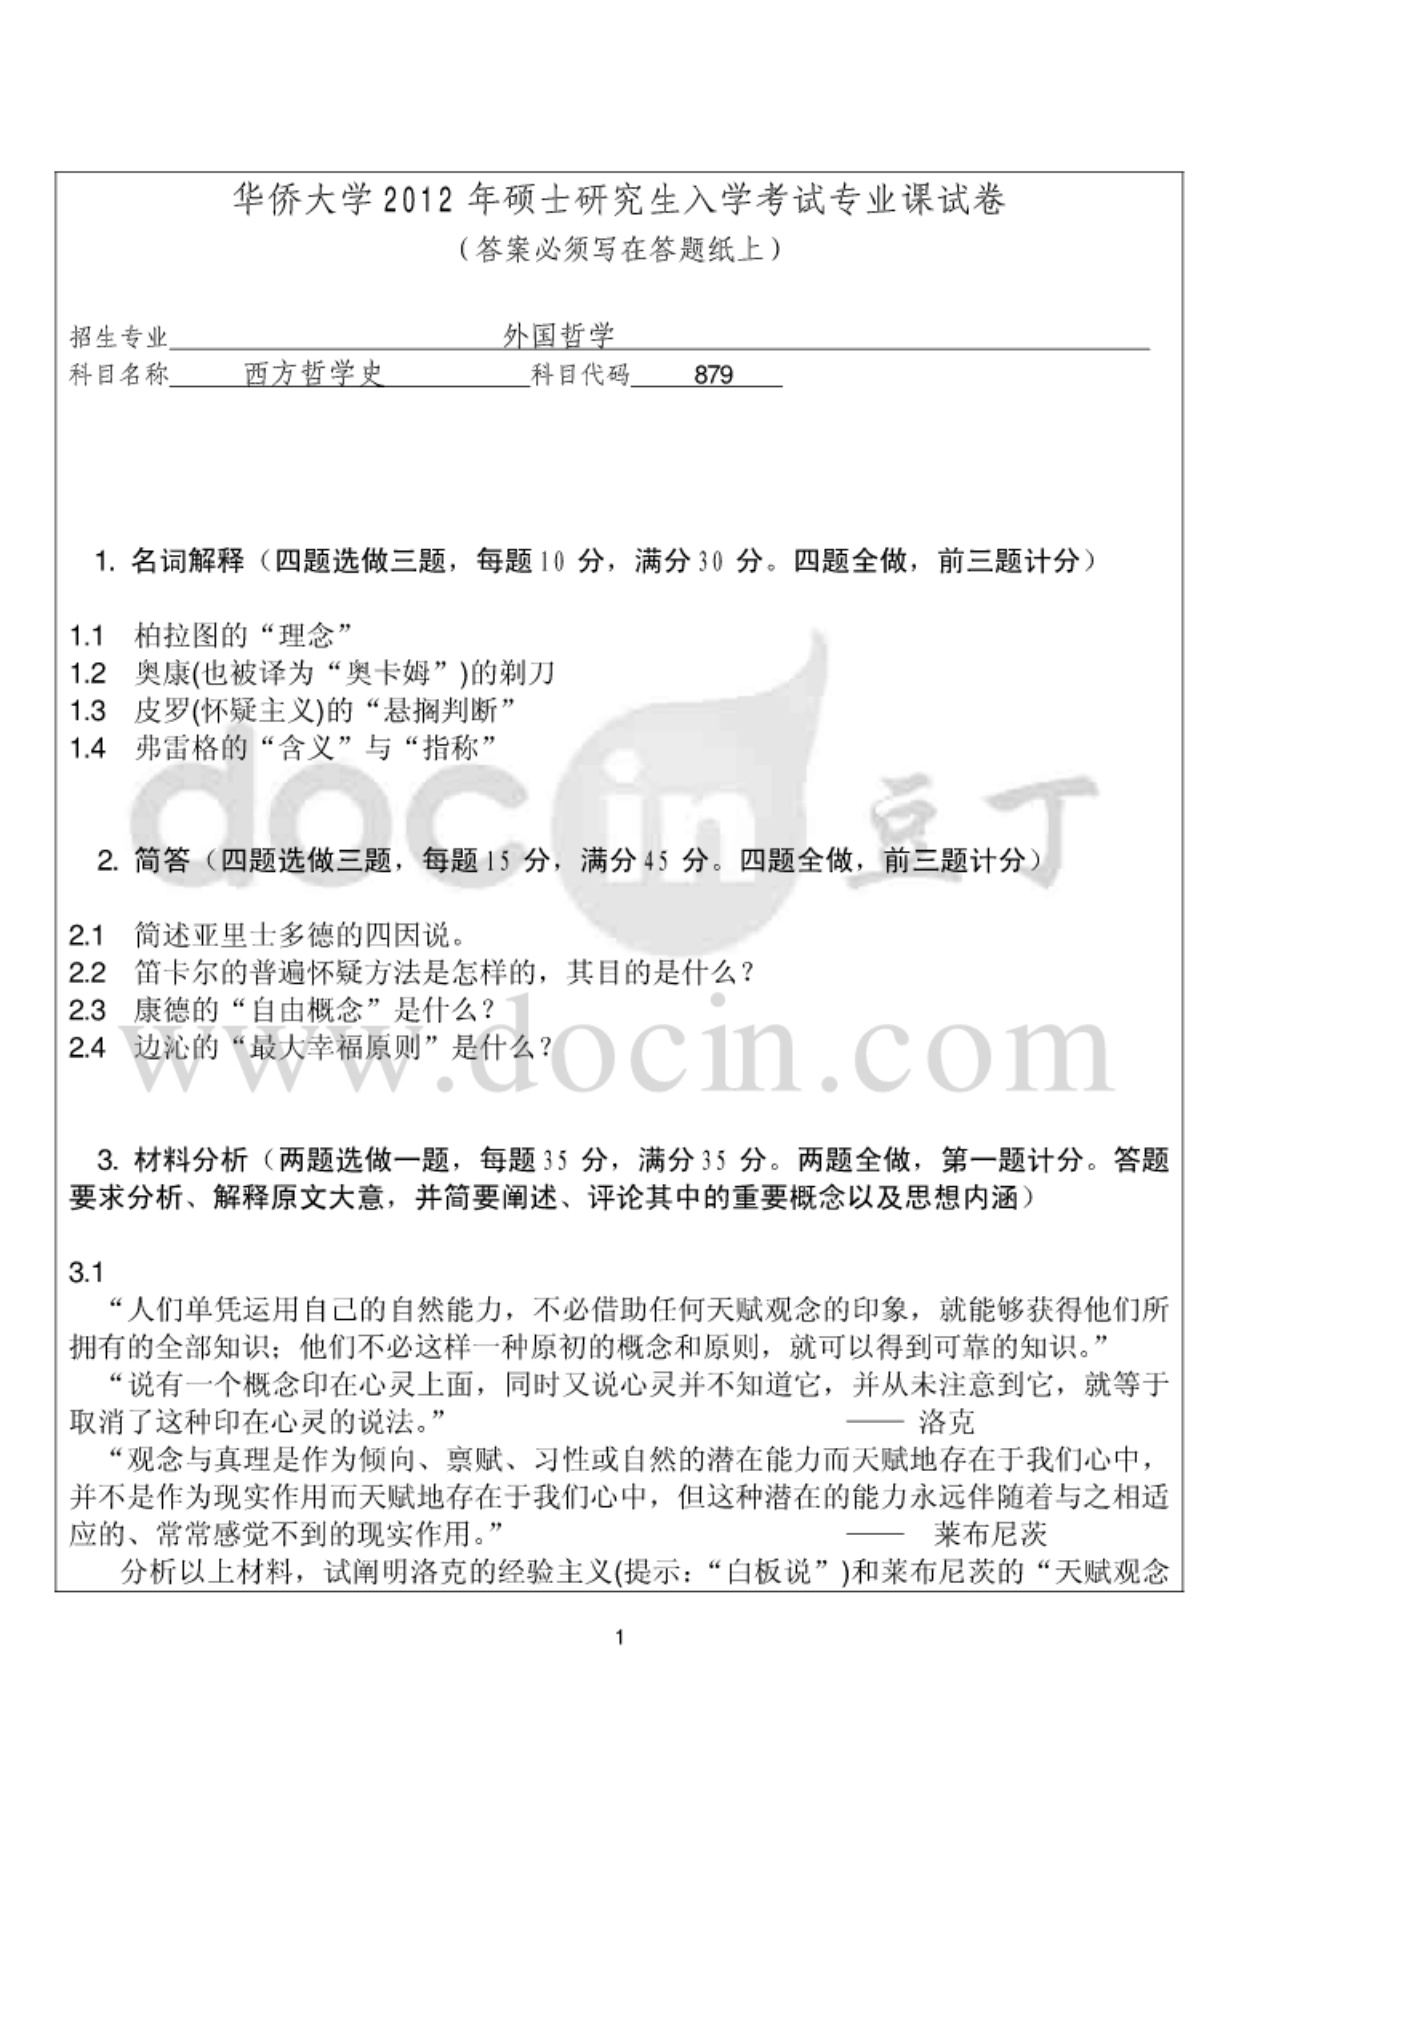 华侨大学 2012 年硕士研究生入学考试专业课试卷
（答案必须写在答题纸上）
招生专业 外国哲学
科目名称 西方哲学史 科目代码 879
1. 名词解释（四题选做三题，每题 10 分，满分 30 分。四题全做，前三题计分）
1.1 柏拉图的“理念”
1.2 奥康(也被译为“奥卡姆”)的剃刀
1.3 皮罗(怀疑主义)的“悬搁判断”
1.4 弗雷格的“含义”与“指称”
docin 豆丁
2. 简答（四题选做三题，每题 15 分，满分 45 分。四题全做，前三题计分）
2.1 简述亚里士多德的四因说。
2.2 笛卡尔的普遍怀疑方法是怎样的，其目的是什么？
2.3 康德的“自由概念”是什么？
2.4 边沁的“最大幸福原则”是什么？
www.docin.com
3. 材料分析（两题选做一题，每题 35 分，满分 35 分。两题全做，第一题计分。答题
要求分析、解释原文大意，并简要阐述、评论其中的重要概念以及思想内涵）
3.1
“人们单凭运用自己的自然能力，不必借助任何天赋观念的印象，就能够获得他们所
拥有的全部知识；他们不必这样一种原初的概念和原则，就可以得到可靠的知识。”
“说有一个概念印在心灵上面，同时又说心灵并不知道它，并从未注意到它，就等于
取消了这种印在心灵的说法。” —— 洛克
“观念与真理是作为倾向、禀赋、习性或自然的潜在能力而天赋地存在于我们心中，
并不是作为现实作用而天赋地存在于我们心中，但这种潜在的能力永远伴随着与之相适
应的、常常感觉不到的现实作用。” —— 莱布尼茨
分析以上材料，试阐明洛克的经验主义(提示：“白板说”)和莱布尼茨的“天赋观念
1